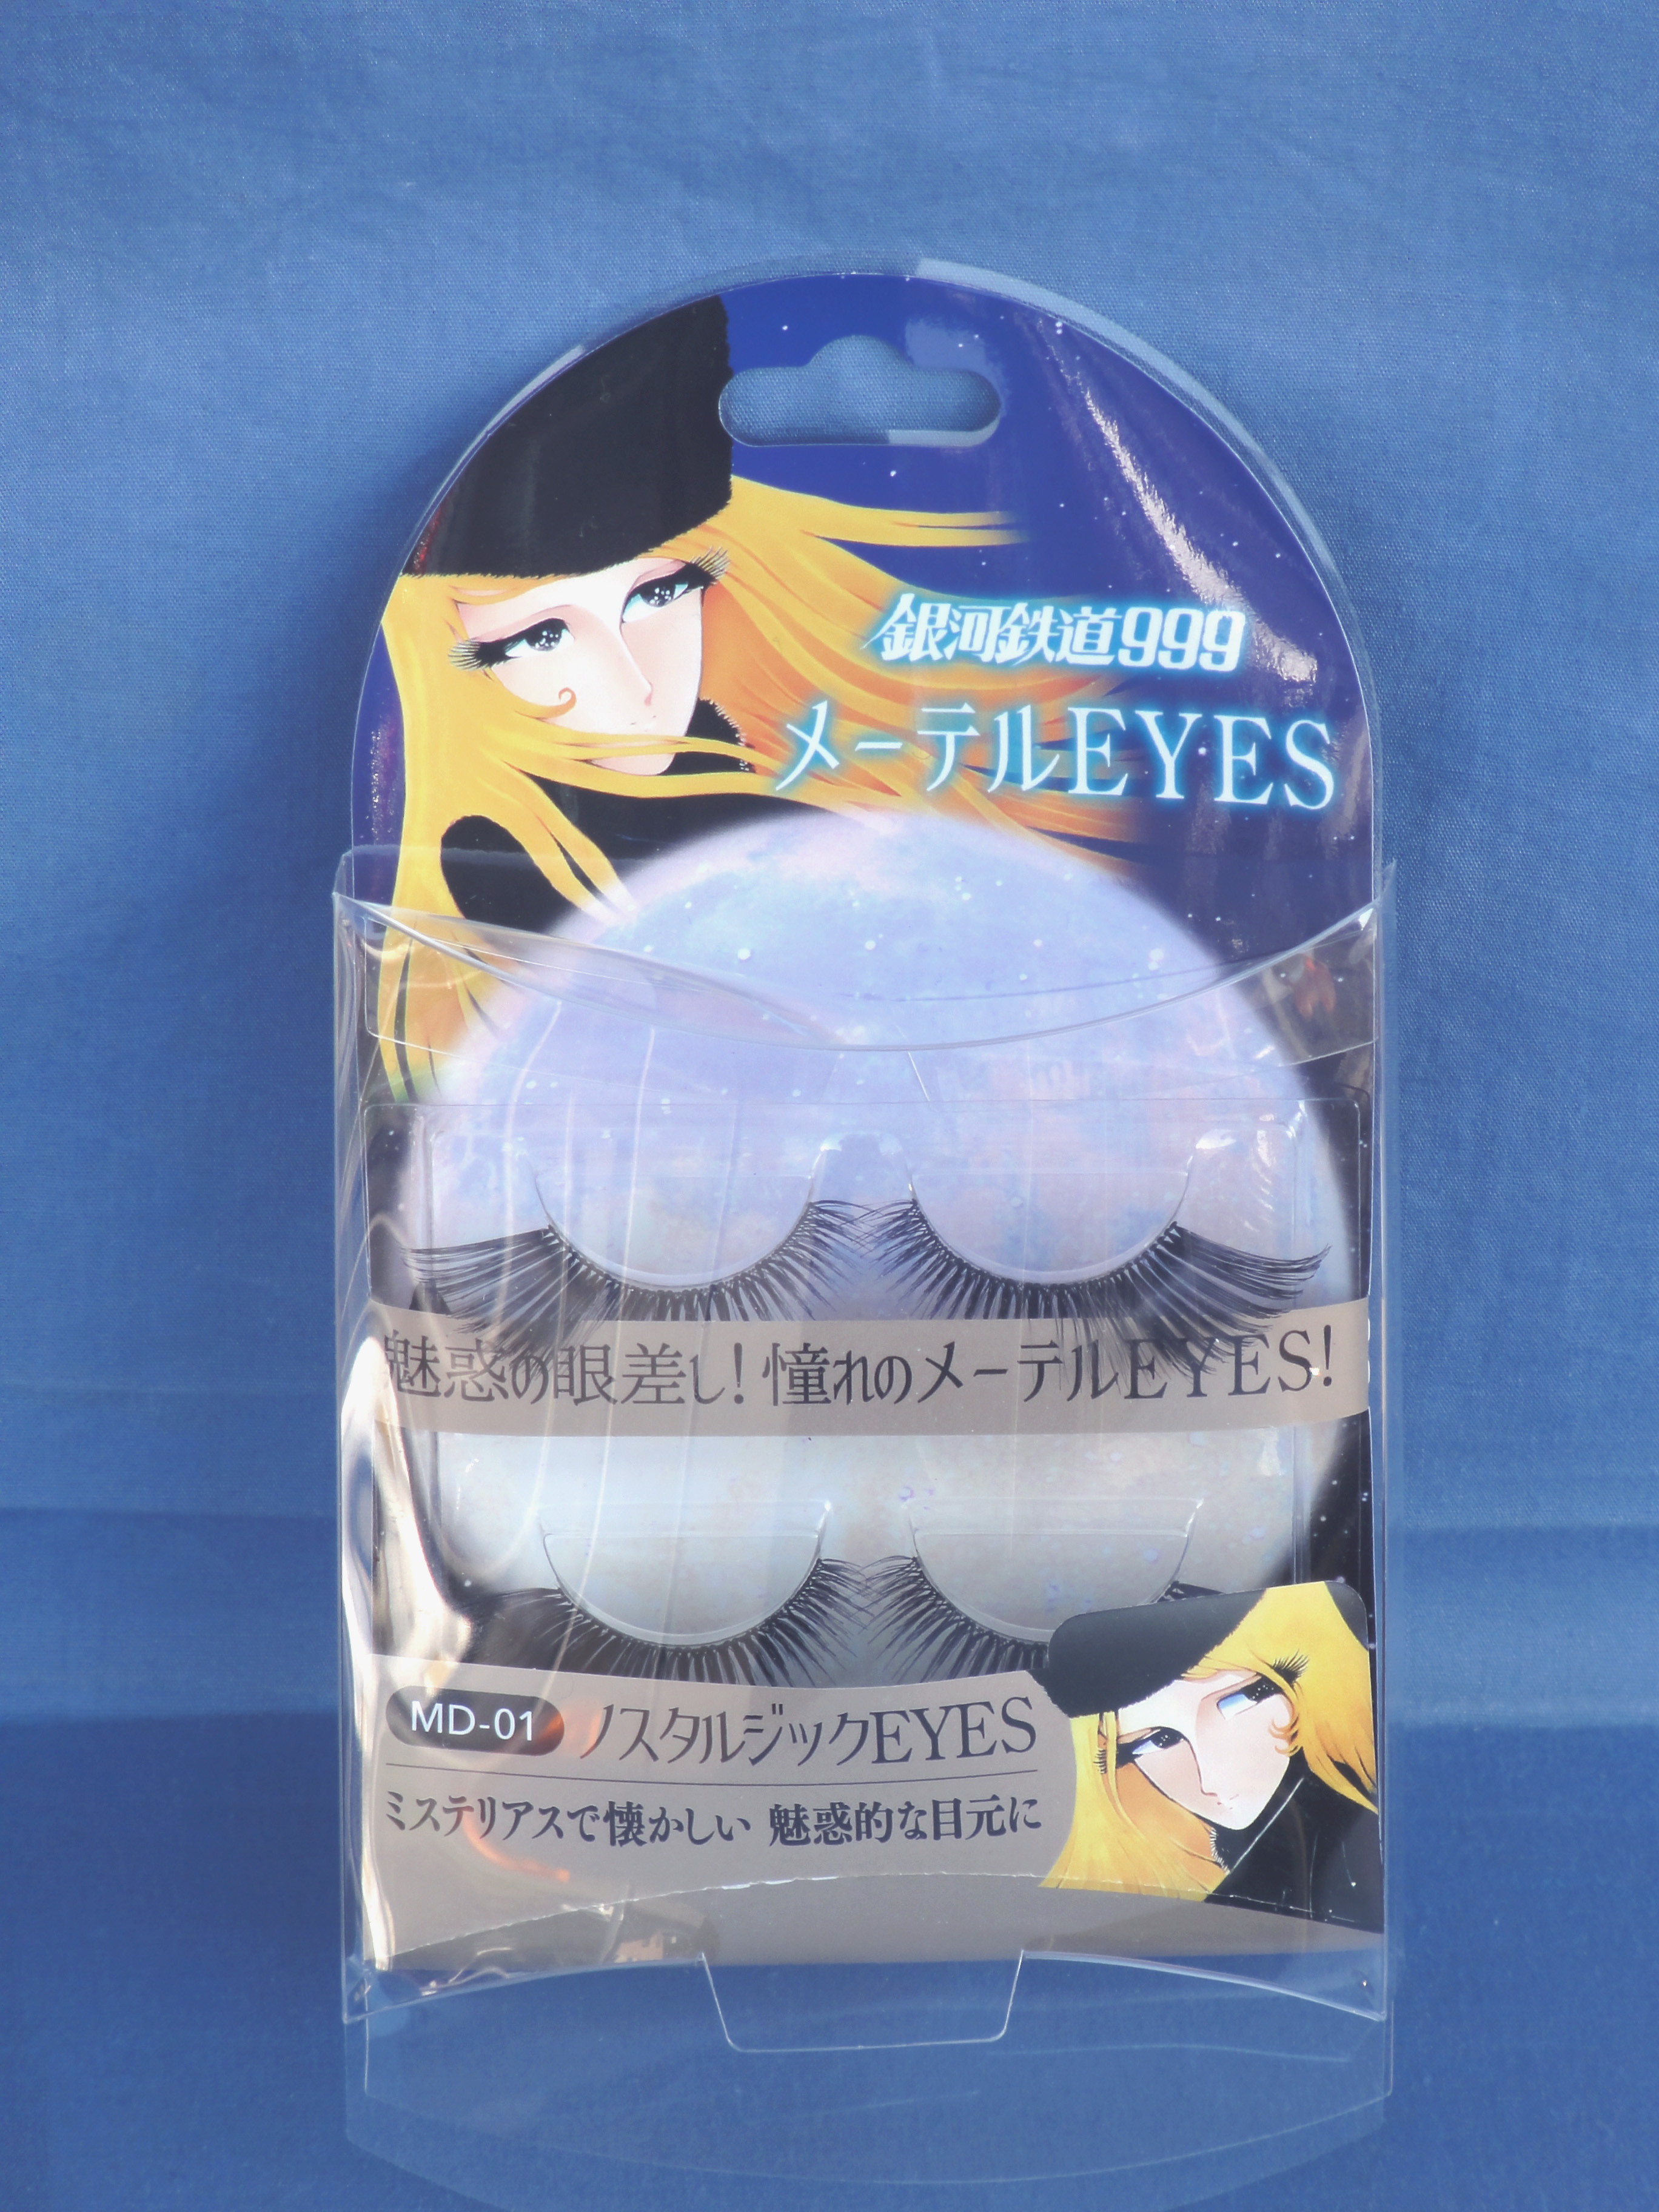 銀河鉄道999
メーテルEYES
魅惑の眼差し!憧れのメーテルEYES!
MD-01 ノスタルジックEYES
ミステリアスで懐かしい 魅惑的な目元に